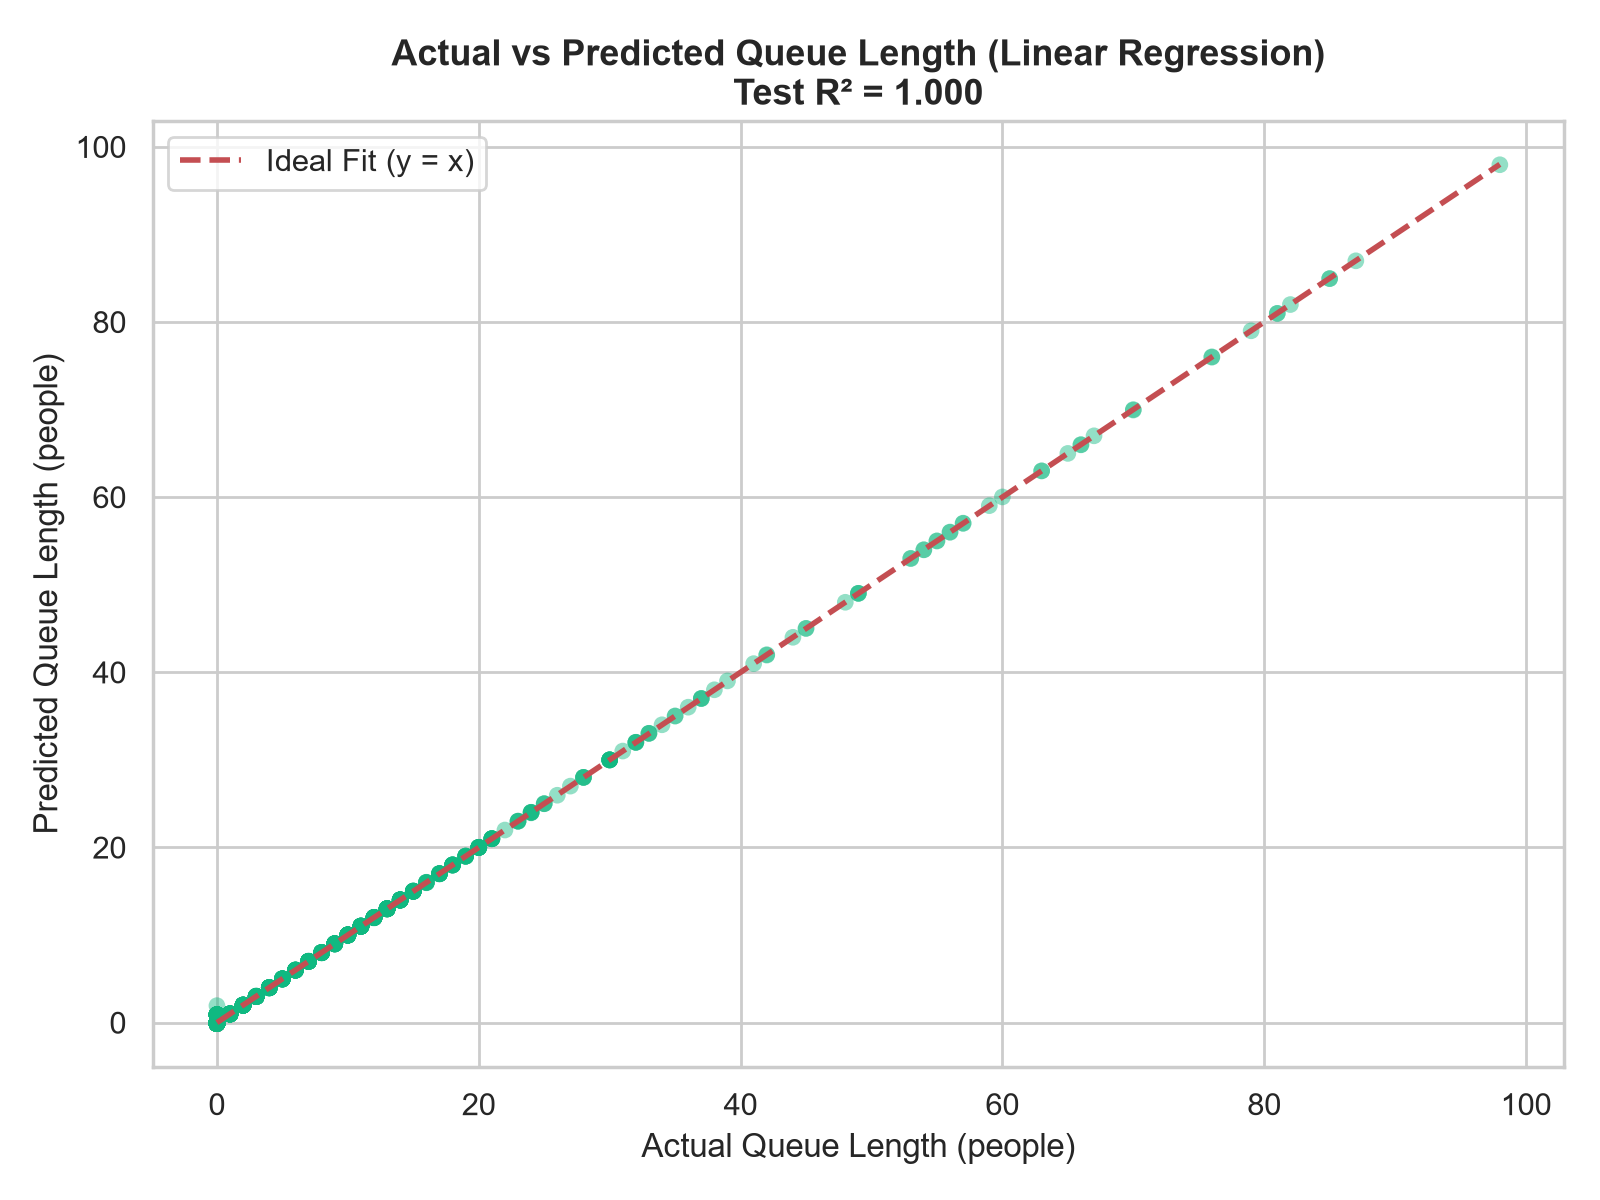 Actual vs Predicted Queue Length (Linear Regression)
Test R² = 1.000
Ideal Fit (y = x)
Predicted Queue Length (people)
100
80
60
40
20
0
0 20 40 60 80 100
Actual Queue Length (people)